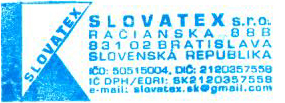 SLOVATEX
SLOVATEX s.r.o.
RAČIANSKA 88B
831 02 BRATISLAVA
SLOVENSKÁ REPUBLIKA
IČO: 50515004, DIČ: 2120357558
IČ DPH/EORI: SK2120357558
e-mail: slovatex.sk@gmail.com